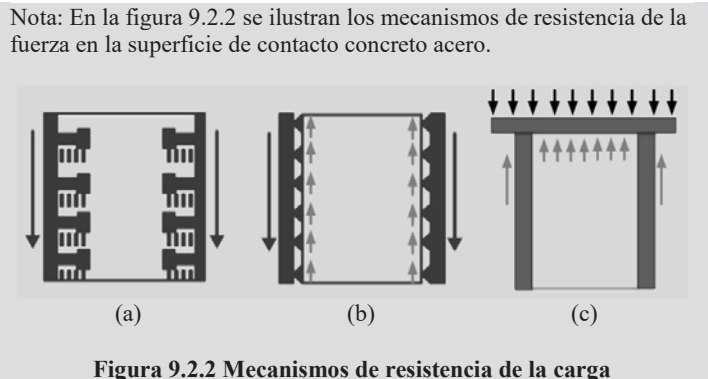 Nota: En la figura 9.2.2 se ilustran los mecanismos de resistencia de la
fuerza en la superficie de contacto concreto acero.
(a) (b) (c)
Figura 9.2.2 Mecanismos de resistencia de la carga